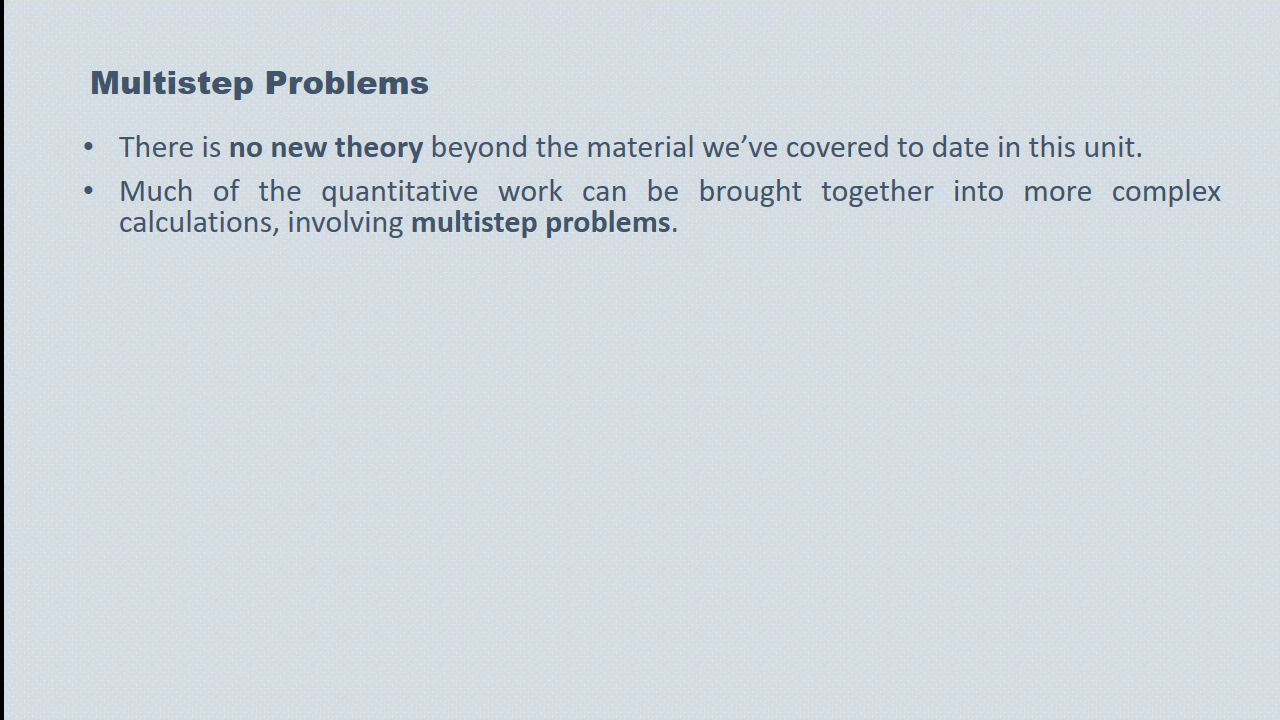 Multistep Problems
• There is no new theory beyond the material we’ve covered to date in this unit.
• Much of the quantitative work can be brought together into more complex
calculations, involving multistep problems.